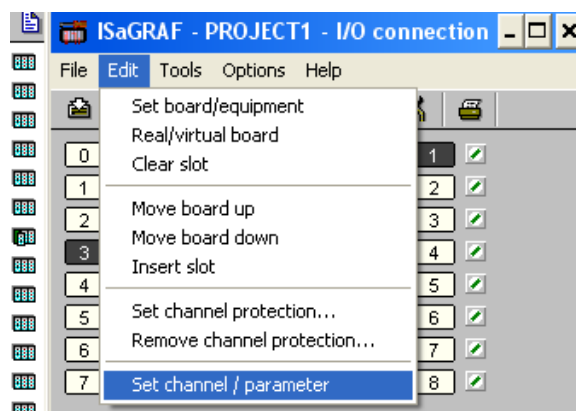 ISaGRAF - PROJECT1 - I/O connection
File Edit Tools Options Help
Set board/equipment
Real/virtual board
Clear slot
Move board up
Move board down
Insert slot
Set channel protection...
Remove channel protection...
Set channel / parameter
0 1
1 2
2 3
3 4
4 5
5 6
6 7
7 8